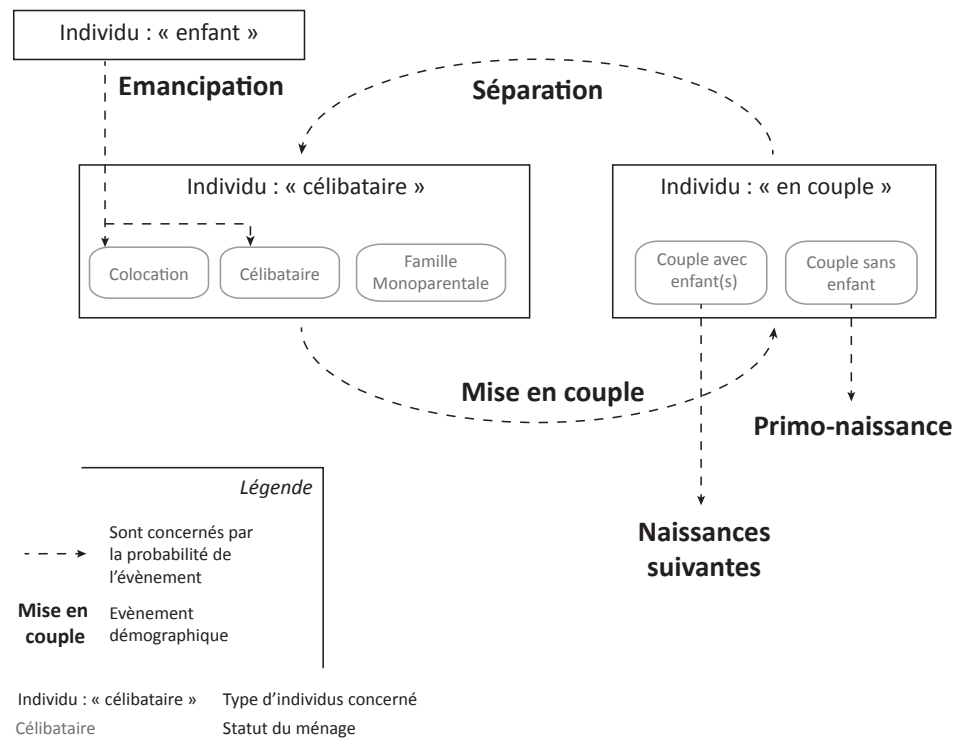 Individu : « enfant »
Emancipation
Séparation
Individu : « célibataire »
Individu : « en couple »
Colocation
Célibataire
Famille
Monoparentale
Couple avec
enfant(s)
Couple sans
enfant
Mise en couple
Primo-naissance
Naissances
suivantes
Légende
Sont concernés par
la probabilité de
l'évènement
Mise en
couple
Evènement
démographique
Individu : « célibataire »
Type d'individus concerné
Célibataire
Statut du ménage